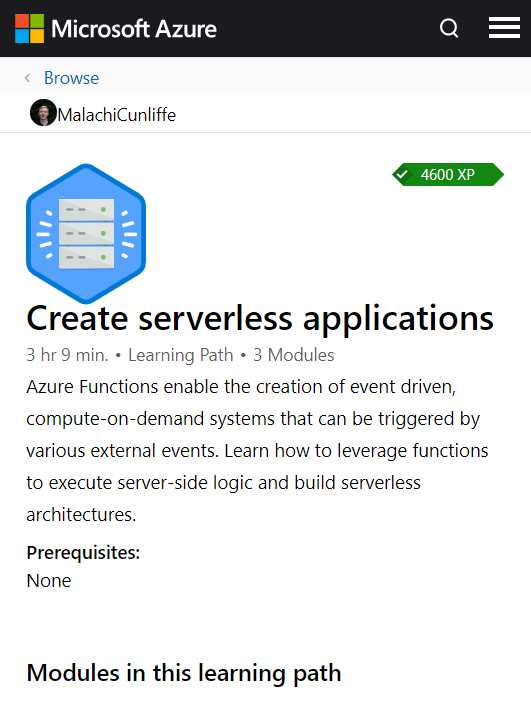 Microsoft Azure
Browse
MalachiCunliffe
4600 XP
Create serverless applications
3 hr 9 min. • Learning Path • 3 Modules
Azure Functions enable the creation of event driven,
compute-on-demand systems that can be triggered by
various external events. Learn how to leverage functions
to execute server-side logic and build serverless
architectures.
Prerequisites:
None
Modules in this learning path